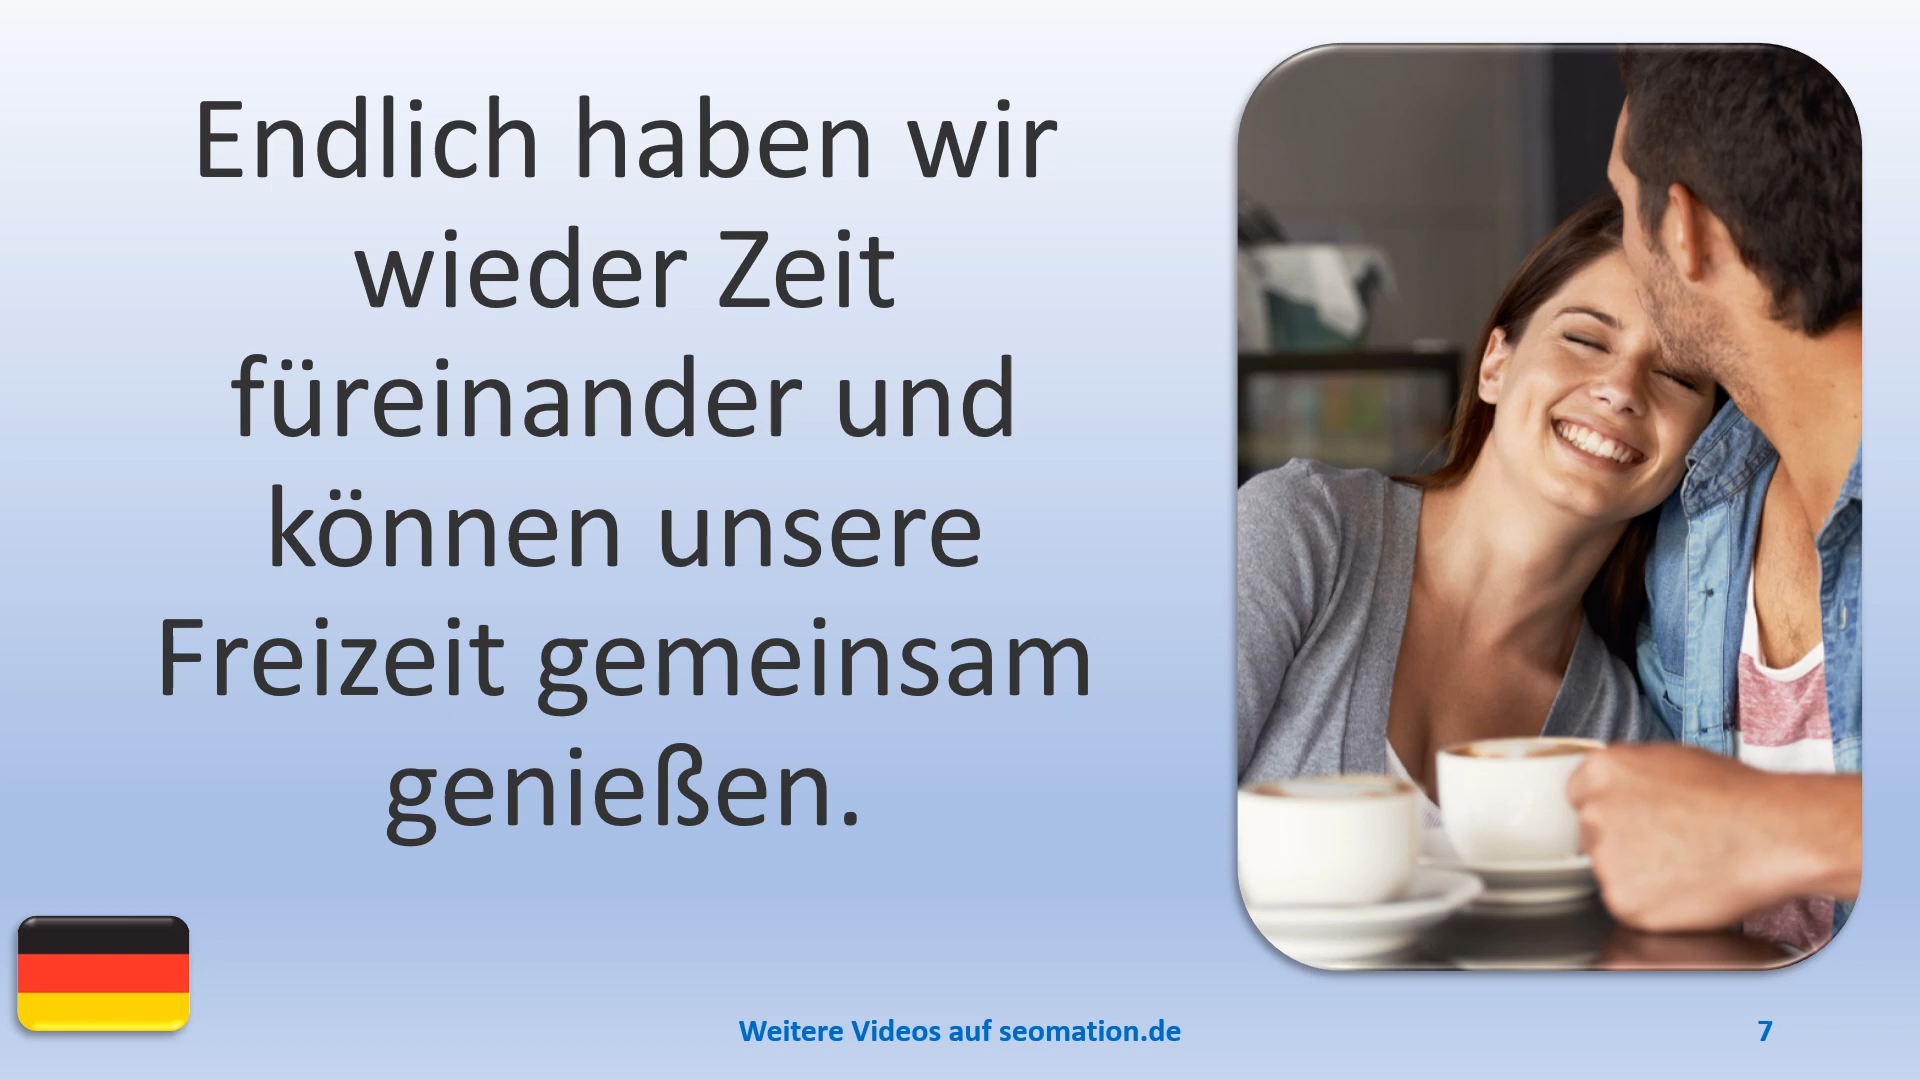 Endlich haben wir
wieder Zeit
füreinander und
können unsere
Freizeit gemeinsam
genießen.
Weitere Videos auf seomation.de
7